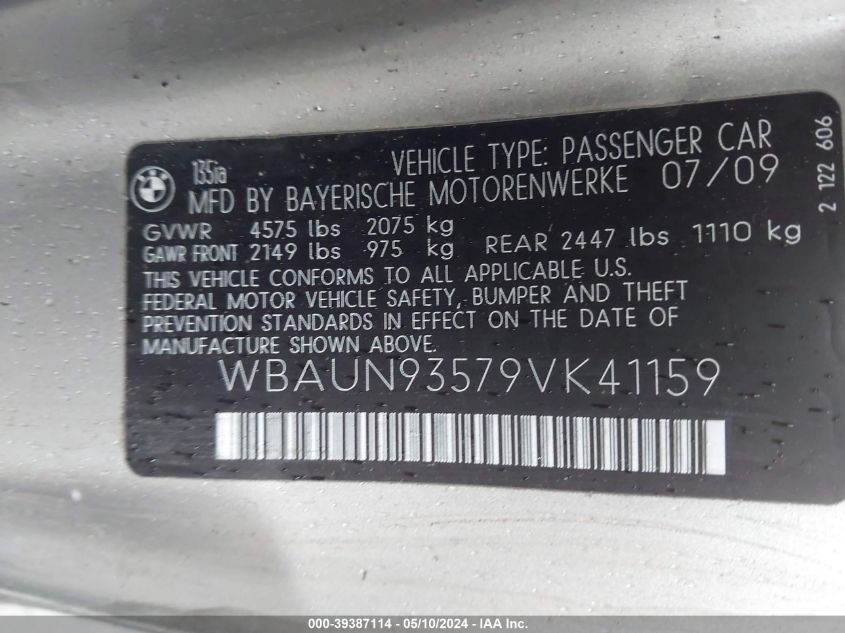 BMW
135ia
VEHICLE TYPE: PASSENGER CAR
MFD BY BAYERISCHE MOTORENWERKE 07/09
GVWR 4575 lbs 2075 kg
GAWR FRONT 2149 lbs 975 kg REAR 2447 lbs 1110 kg
THIS VEHICLE CONFORMS TO ALL APPLICABLE U.S.
FEDERAL MOTOR VEHICLE SAFETY, BUMPER AND THEFT
PREVENTION STANDARDS IN EFFECT ON THE DATE OF
MANUFACTURE SHOWN ABOVE.
WBAUN93579VK41159
2 122 606
000-39387114 - 05/10/2024 - IAA Inc.